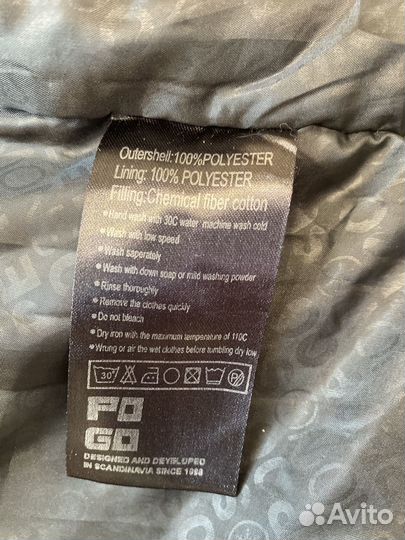 Outershell:100%POLYESTER
Lining: 100% POLYESTER
Filling:Chemical fiber cotton
•Hand wash with 30C water machine wash cold
•Wash with low speed
•Wash saperately
•Wash with down soap or mild washing powder
•Rinse thoroughly
•Remove the clothes quickly
•Do not bleach
•Dry iron with the maximum temperature of 110C
•Wrong or air the wet clothes before tumbling dry low
30°
P
FO
GO
DESIGNED AND DEVELOPED
IN SCANDINAVIA SINCE 1998
Avito